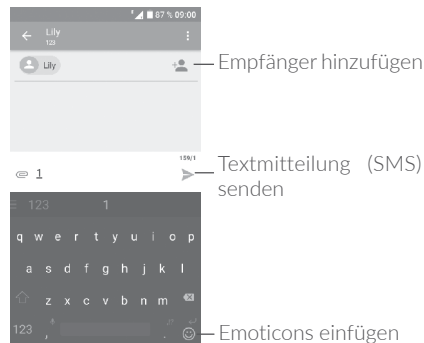 87 % 09:00
Lily
123
Lily
Empfänger hinzufügen
159/1
1
Textmitteilung (SMS)
senden
123 1
q w e r t y u i o p
a s d f g h j k l
z x c v b n m
123 , .
Emoticons einfügen